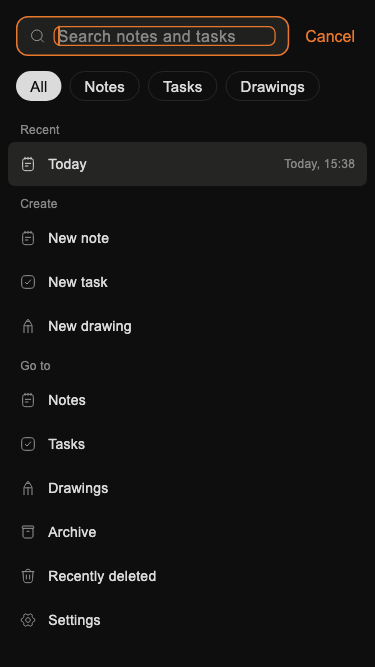 Search notes and tasks
Cancel
All
Notes
Tasks
Drawings
Recent
Today
Today, 15:38
Create
New note
New task
New drawing
Go to
Notes
Tasks
Drawings
Archive
Recently deleted
Settings